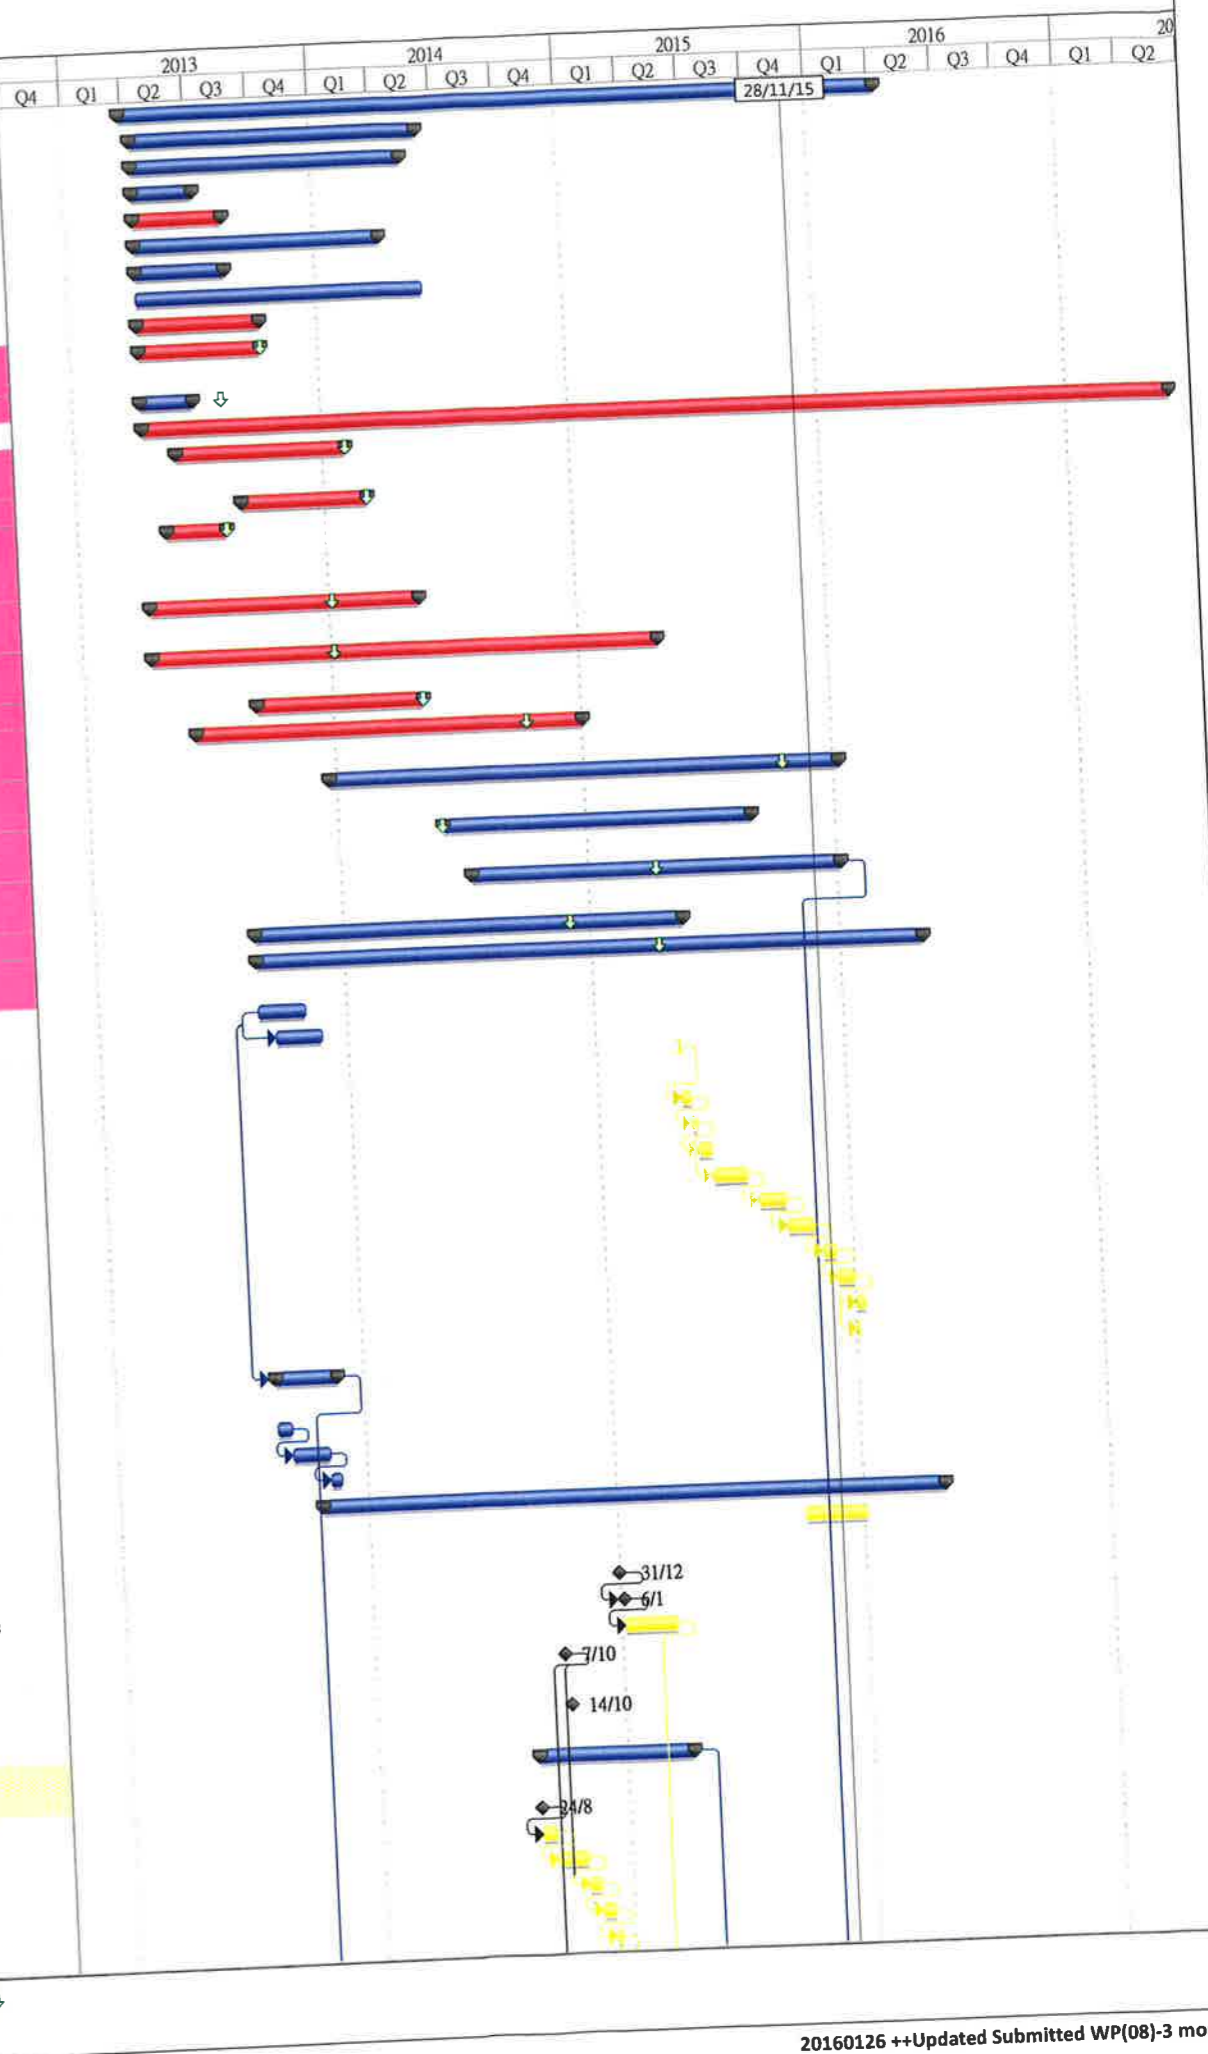 2013 2014 2015 2016 20
Q4 Q1 Q2 Q3 Q4 Q1 Q2 Q3 Q4 Q1 Q2 Q3 Q4 Q1 Q2 Q3 Q4 Q1 Q2
28/11/15
31/12
6/1
7/10
14/10
24/8
20160126 ++Updated Submitted WP(08)-3 mo